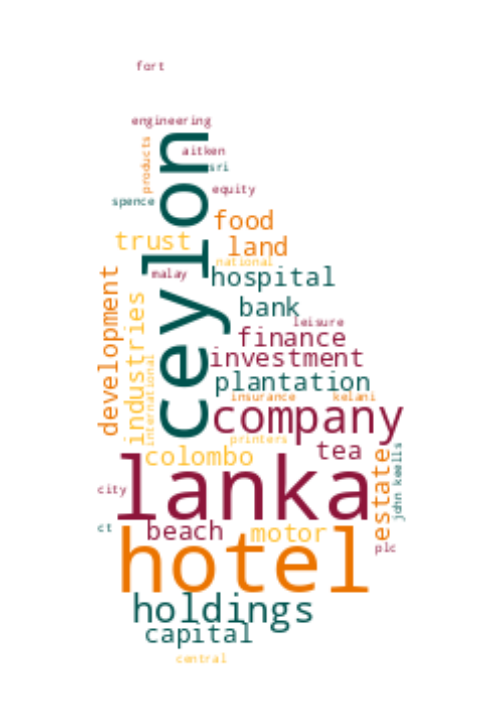 fort
engineering
products
aitken
sri
spence
equity
ceylon
food
trust
land
national
malay
hospital
development
industries
bank
leisure
finance
international
investment
plantation
insurance
kelani
company
printers
tea
colombo
estate
john keells
lanka
city
ct
beach
motor
plc
hotel
holdings
capital
central